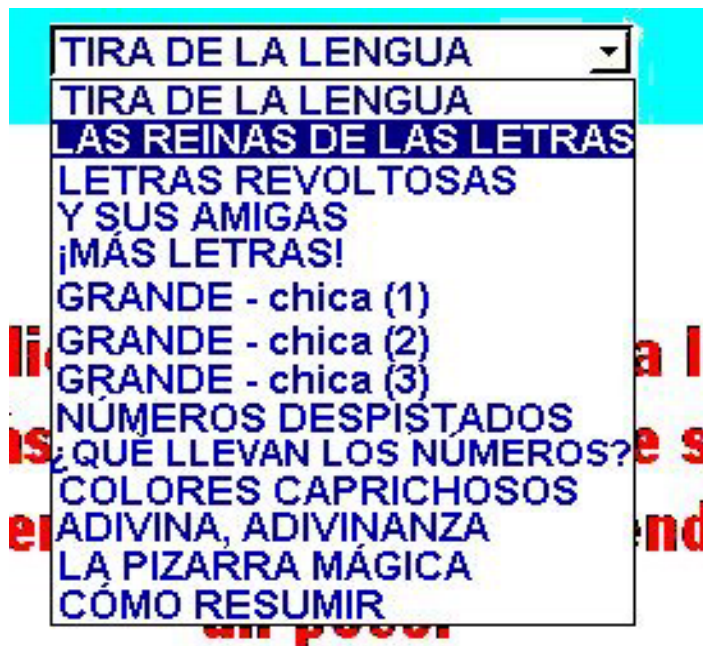 TIRA DE LA LENGUA
TIRA DE LA LENGUA
LAS REINAS DE LAS LETRAS
LETRAS REVOLTOSAS
Y SUS AMIGAS
¡MÁS LETRAS!
GRANDE - chica (1)
GRANDE - chica (2)
GRANDE - chica (3)
NÚMEROS DESPISTADOS
¿QUÉ LLEVAN LOS NÚMEROS?
COLORES CAPRICHOSOS
ADIVINA, ADIVINANZA
LA PIZARRA MÁGICA
CÓMO RESUMIR